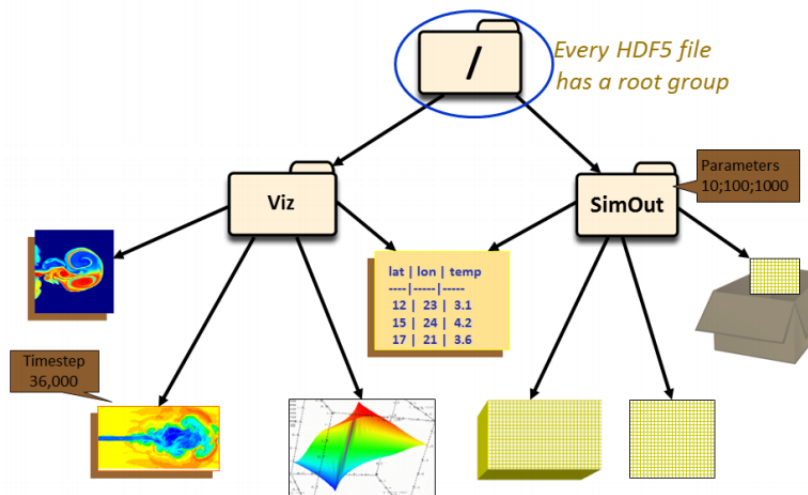 /
Every HDF5 file
has a root group
Parameters
10;100;1000
Viz
SimOut
lat | lon | temp
----|-----|-----
12 | 23 | 3.1
15 | 24 | 4.2
17 | 21 | 3.6
Timestep
36,000